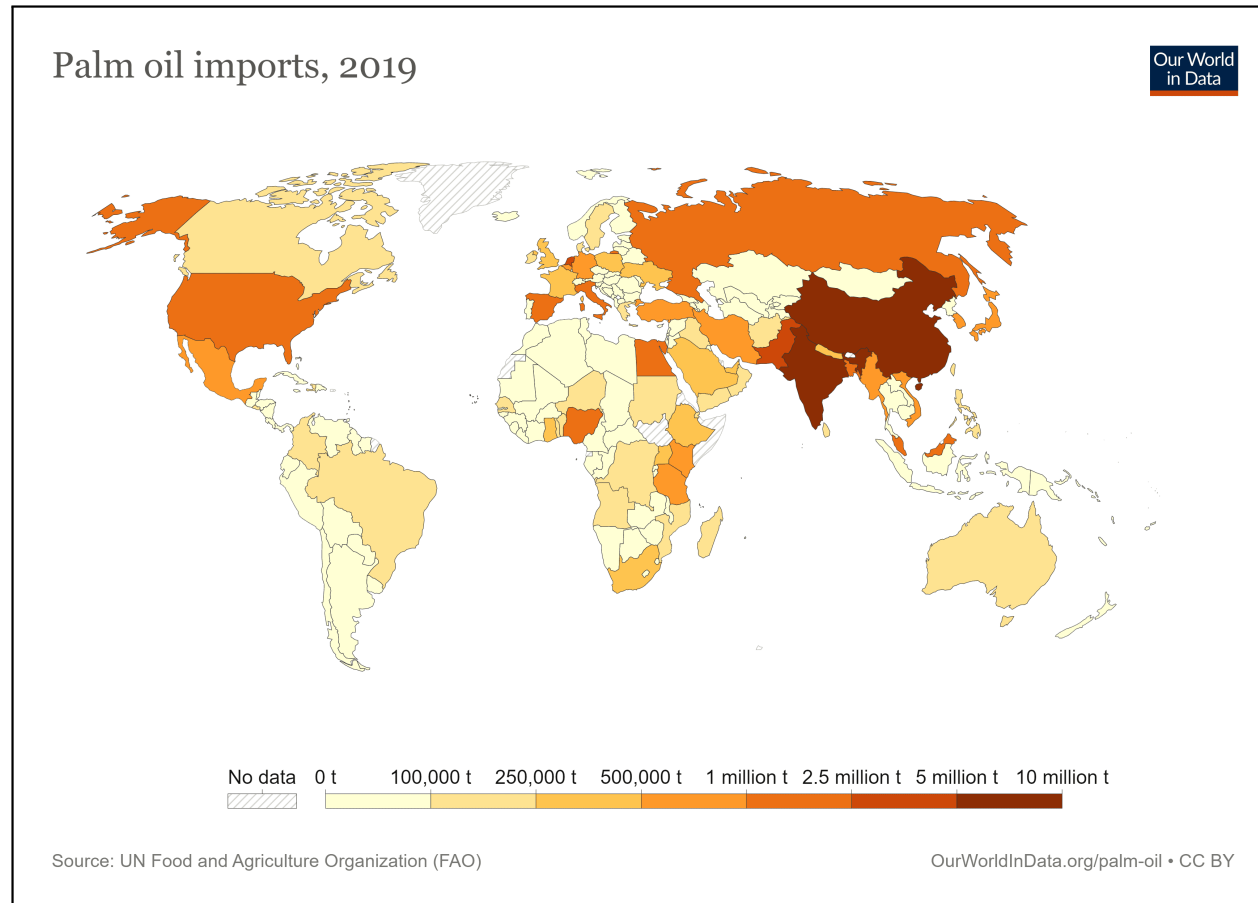 Palm oil imports, 2019
Our World
in Data
No data 0 t 100,000 t 250,000 t 500,000 t 1 million t 2.5 million t 5 million t 10 million t
Source: UN Food and Agriculture Organization (FAO)
OurWorldInData.org/palm-oil • CC BY